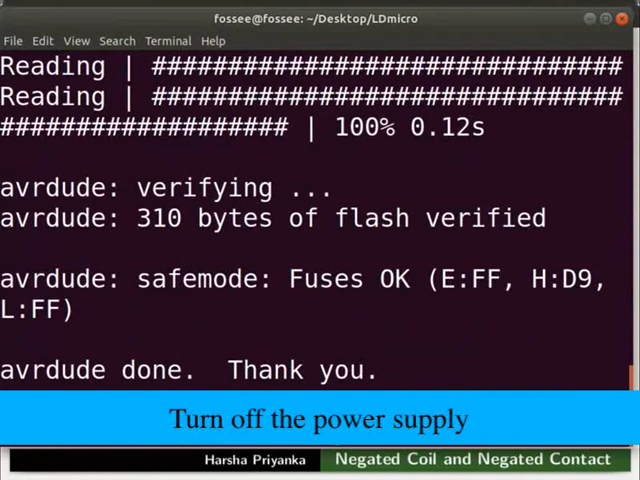 fossee@fossee: ~/Desktop/LDmicro
File Edit View Search Terminal Help
Reading | ###############################
Reading | ###############################
################### | 100% 0.12s
avrdude: verifying ...
avrdude: 310 bytes of flash verified
avrdude: safemode: Fuses OK (E:FF, H:D9,
L:FF)
avrdude done.  Thank you.
Turn off the power supply
Harsha Priyanka
Negated Coil and Negated Contact